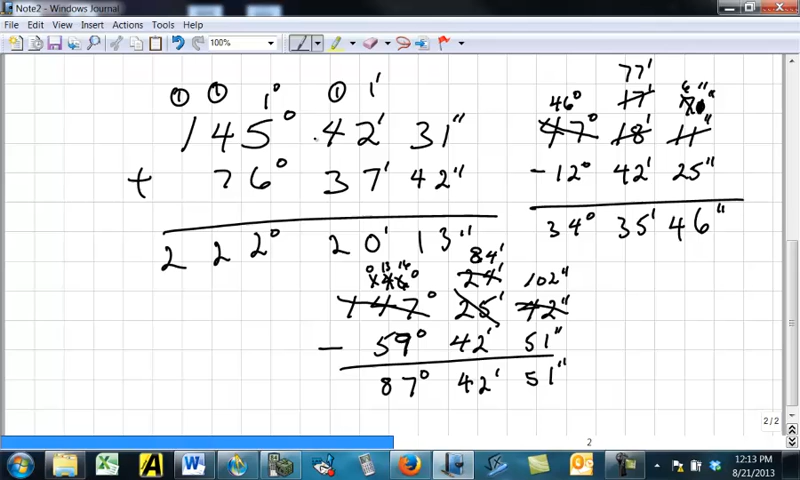 Note2 - Windows Journal
File Edit View Insert Actions Tools Help
100%
① ① 1° ① 1'
145° 42' 31"
+ 76° 37' 42"
222° 20' 13"
77'
46° 17'
47° 18' 11"
- 12° 42' 25"
34° 35' 46"
84'
24' 102"
147° 25' 42"
- 59° 42' 51"
87° 42' 51"
2/2
2
12:13 PM
8/21/2013